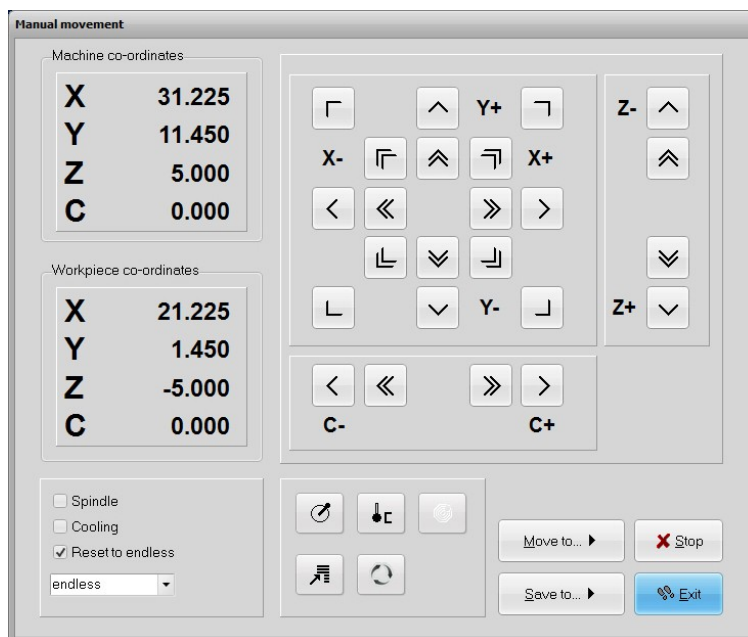 Manual movement
Machine co-ordinates
X 31.225
Y 11.450
Z 5.000
C 0.000
Workpiece co-ordinates
X 21.225
Y 1.450
Z -5.000
C 0.000
Y+
X- X+
Y-
Z-
Z+
C- C+
Spindle
Cooling
Reset to endless
endless
C
Move to...
Stop
Save to...
Exit